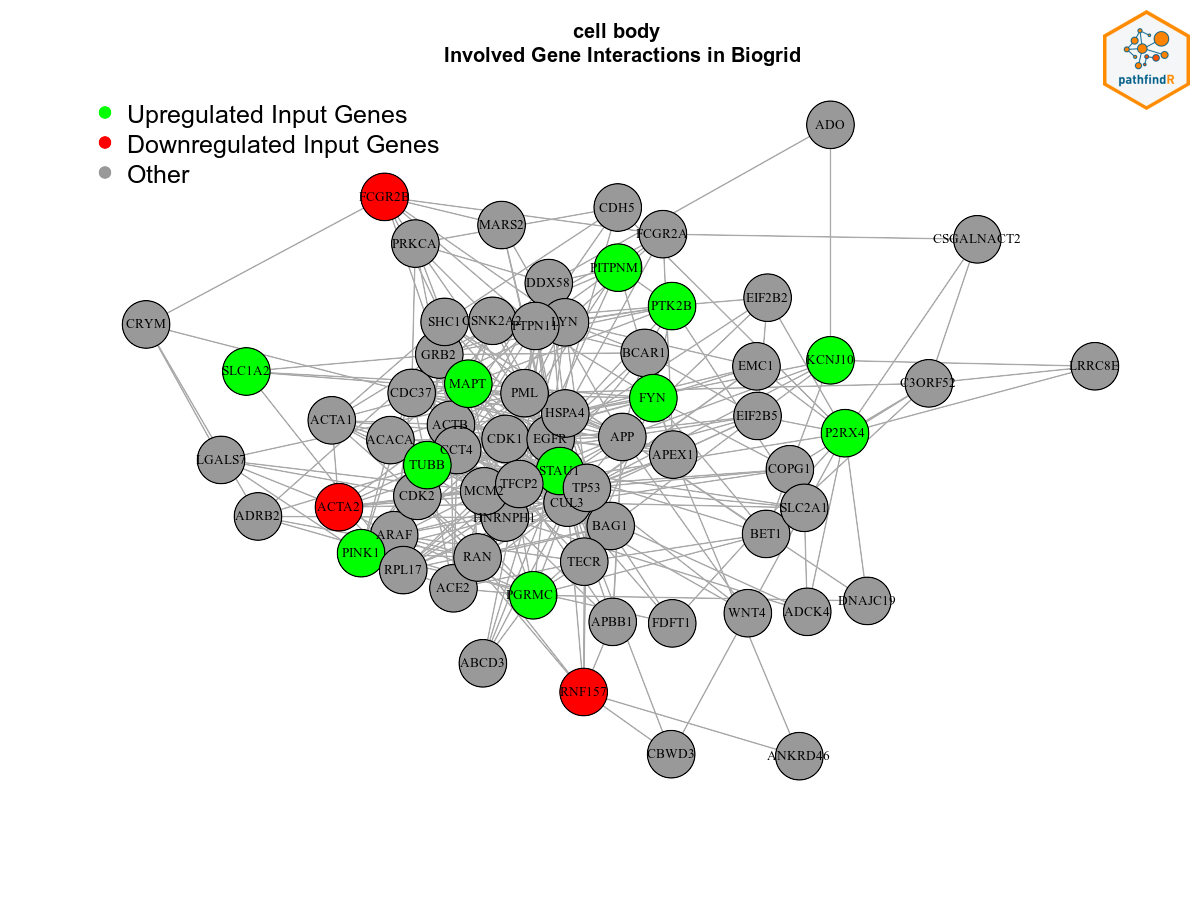 cell body
Involved Gene Interactions in Biogrid
pathfindR
Upregulated Input Genes
Downregulated Input Genes
Other
ADO
FCGR2B
CDH5
MARS2
FCGR2A
PRKCA
CSGALNACT2
PITPNM
DDX58
EIF2B2
PTK2B
CRYM
SHC1
CSNK2A2
PTPN11
LYN
GRB2
BCAR1
KCNJ10
EMC1
LRRC8E
SLC1A2
MAPT
C3ORF52
CDC37
PML
FYN
HSPA4
EIF2B5
ACTA1
ACTB
P2RX4
ACACA
CDK1
EGFR
APP
CCT4
APEX1
LGALS7
TUBB
STAU1
COPG1
TFCP2
TP53
MCM2
CDK2
CUL3
ACTA2
SLC2A1
ADRB2
HNRNPH1
BAG1
ARAF
BET1
PINK1
RAN
TECR
RPL17
ACE2
PGRMC
DNAJC19
WNT4
ADCK4
APBB1
FDFT1
ABCD3
RNF157
CBWD3
ANKRD46